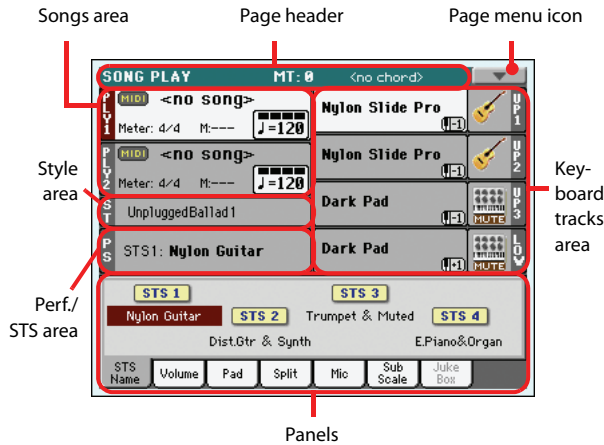 Songs area
Page header
Page menu icon
SONG PLAY MT: 0 <no chord>
PLY1
MIDI <no song>
Meter: 4/4 M:--- ♩=120
Nylon Slide Pro
-1
UP1
PLY2
MIDI <no song>
Meter: 4/4 M:--- ♩=120
Nylon Slide Pro
-1
UP2
Style
area
ST
UnpluggedBallad1
Dark Pad
-1
MUTE
UP3
Key-
board
tracks
area
PS
STS1: Nylon Guitar
Dark Pad
+1
MUTE
LOW
Perf./
STS area
STS 1
STS 3
Nylon Guitar
STS 2
Trumpet & Muted
STS 4
Dist.Gtr & Synth
E.Piano&Organ
STS Name
Volume
Pad
Split
Mic
Sub Scale
Juke Box
Panels